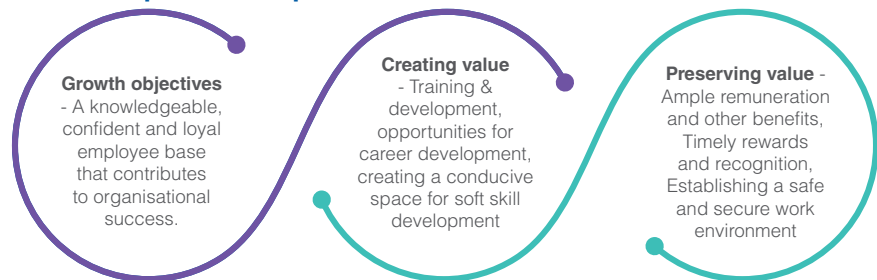 Growth objectives
- A knowledgeable,
confident and loyal
employee base
that contributes
to organisational
success.
Creating value
- Training &
development,
opportunities for
career development,
creating a conducive
space for soft skill
development
Preserving value -
Ample remuneration
and other benefits,
Timely rewards
and recognition,
Establishing a safe
and secure work
environment